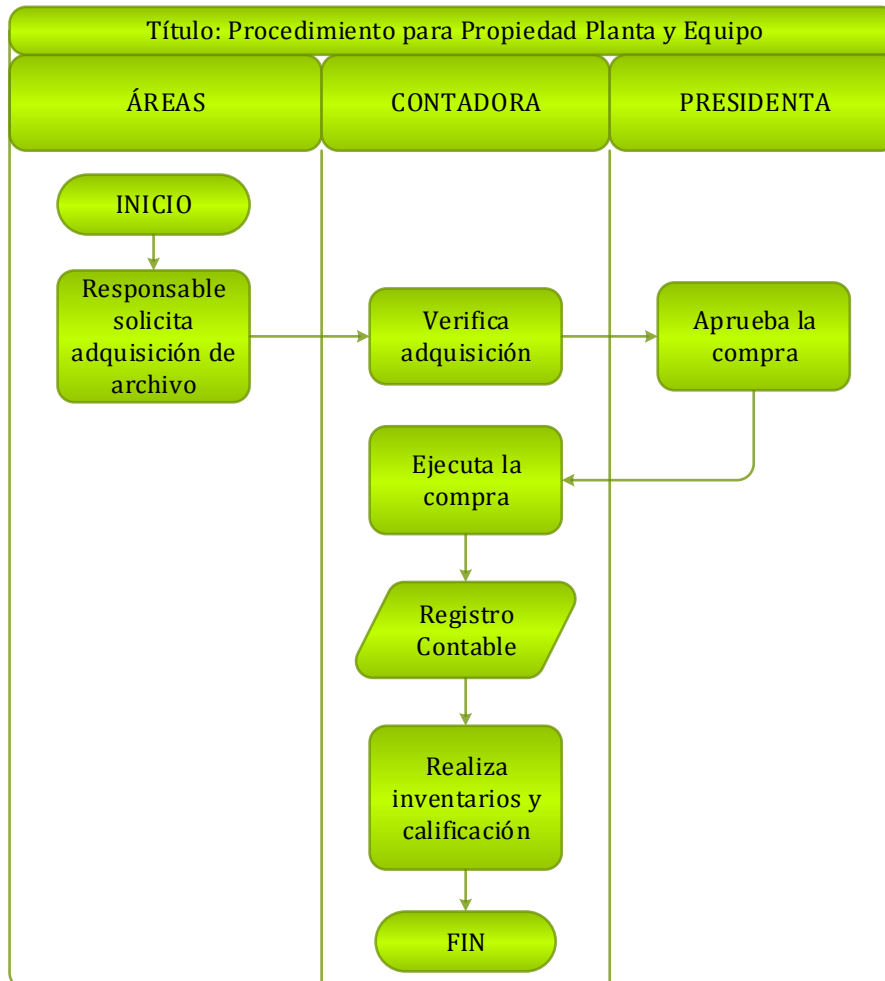 Título: Procedimiento para Propiedad Planta y Equipo
ÁREAS
CONTADORA
PRESIDENTA
INICIO
Responsable
solicita
adquisición de
archivo
Verifica
adquisición
Aprueba la
compra
Ejecuta la
compra
Registro
Contable
Realiza
inventarios y
calificación
FIN